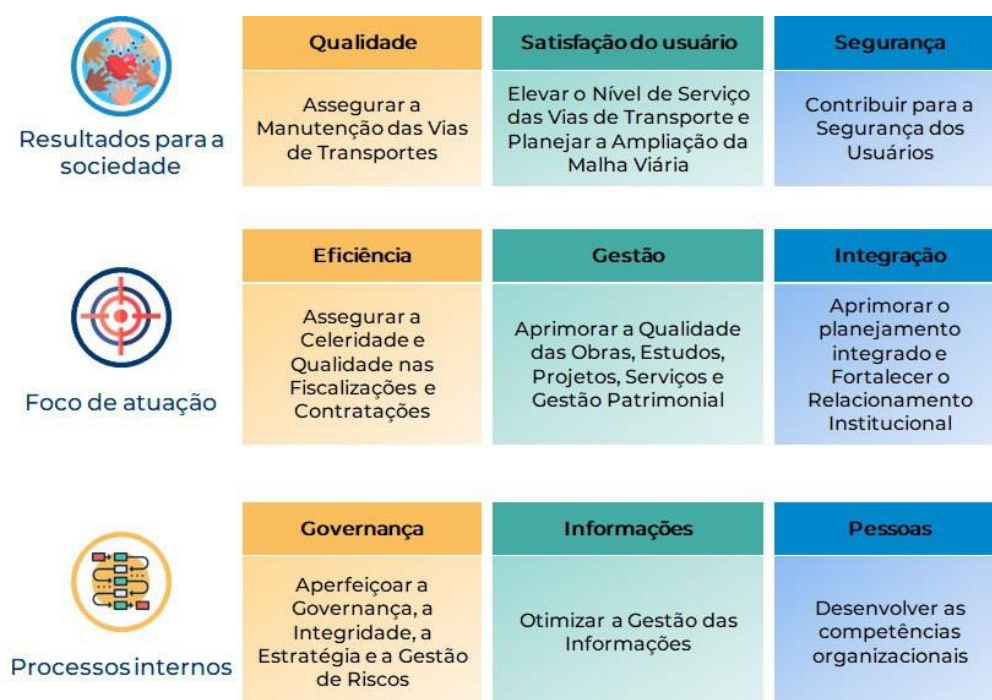 Resultados para a
sociedade
Qualidade
Assegurar a
Manutenção das Vias
de Transportes
Satisfação do usuário
Elevar o Nível de Serviço
das Vias de Transporte e
Planejar a Ampliação da
Malha Viária
Segurança
Contribuir para a
Segurança dos
Usuários
Foco de atuação
Eficiência
Assegurar a
Celeridade e
Qualidade nas
Fiscalizações e
Contratações
Gestão
Aprimorar a Qualidade
das Obras, Estudos,
Projetos, Serviços e
Gestão Patrimonial
Integração
Aprimorar o
planejamento
integrado e
Fortalecer o
Relacionamento
Institucional
Processos internos
Governança
Aperfeiçoar a
Governança, a
Integridade, a
Estratégia e a Gestão
de Riscos
Informações
Otimizar a Gestão das
Informações
Pessoas
Desenvolver as
competências
organizacionais